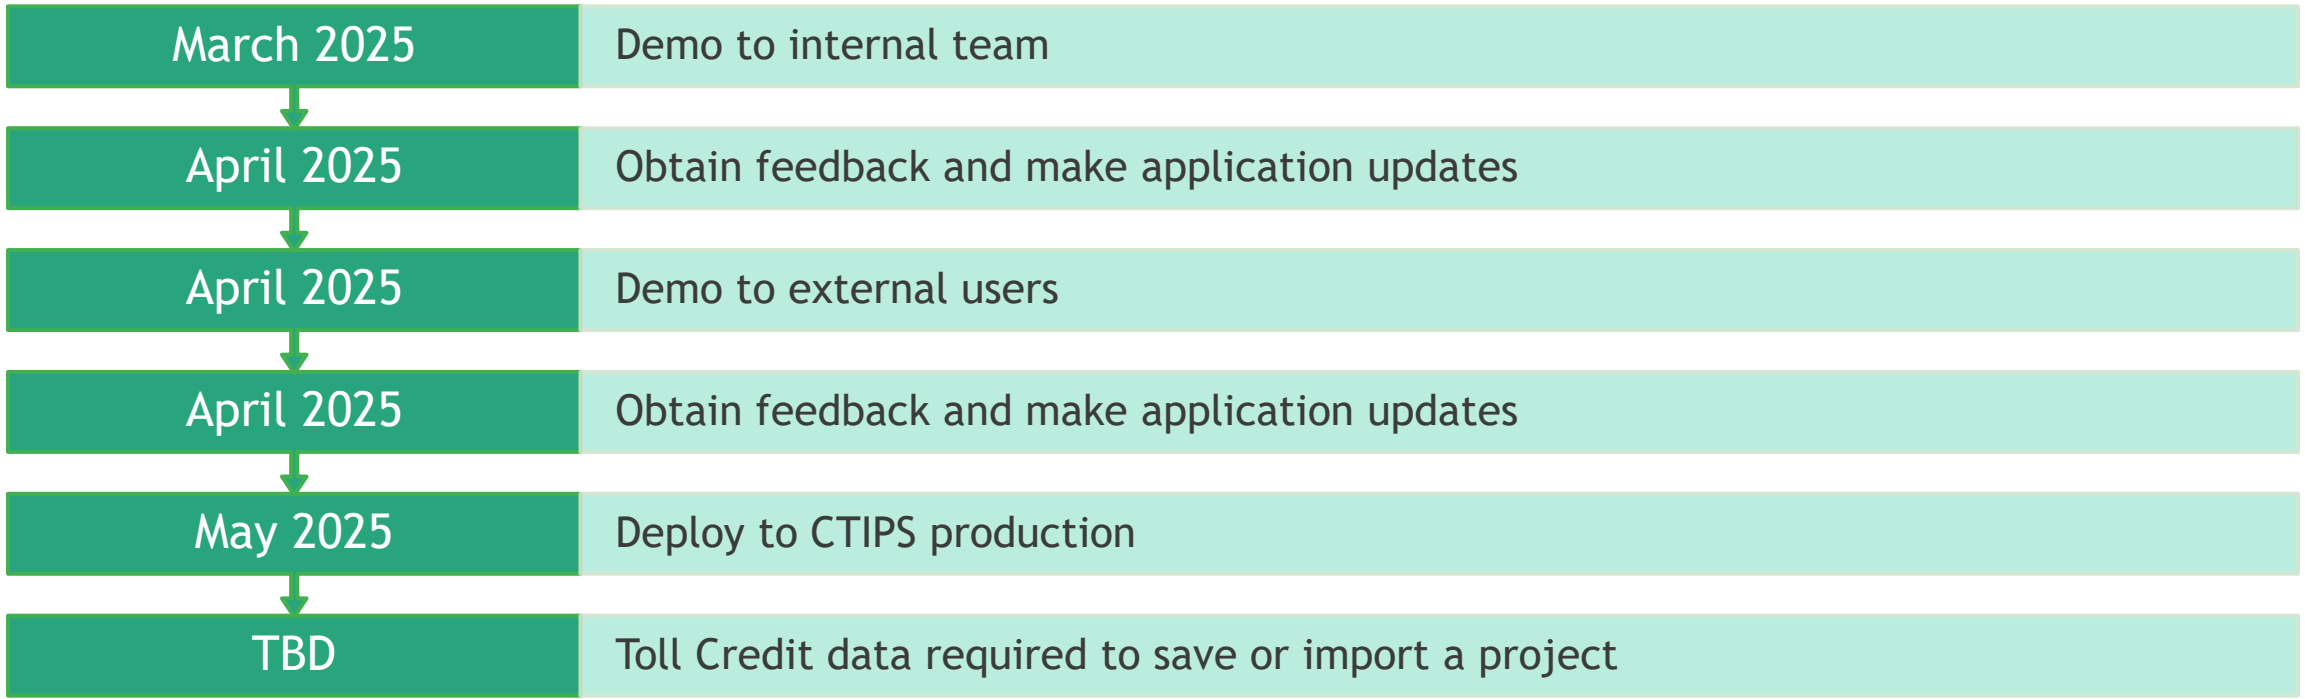 March 2025
Demo to internal team
April 2025
Obtain feedback and make application updates
April 2025
Demo to external users
April 2025
Obtain feedback and make application updates
May 2025
Deploy to CTIPS production
TBD
Toll Credit data required to save or import a project